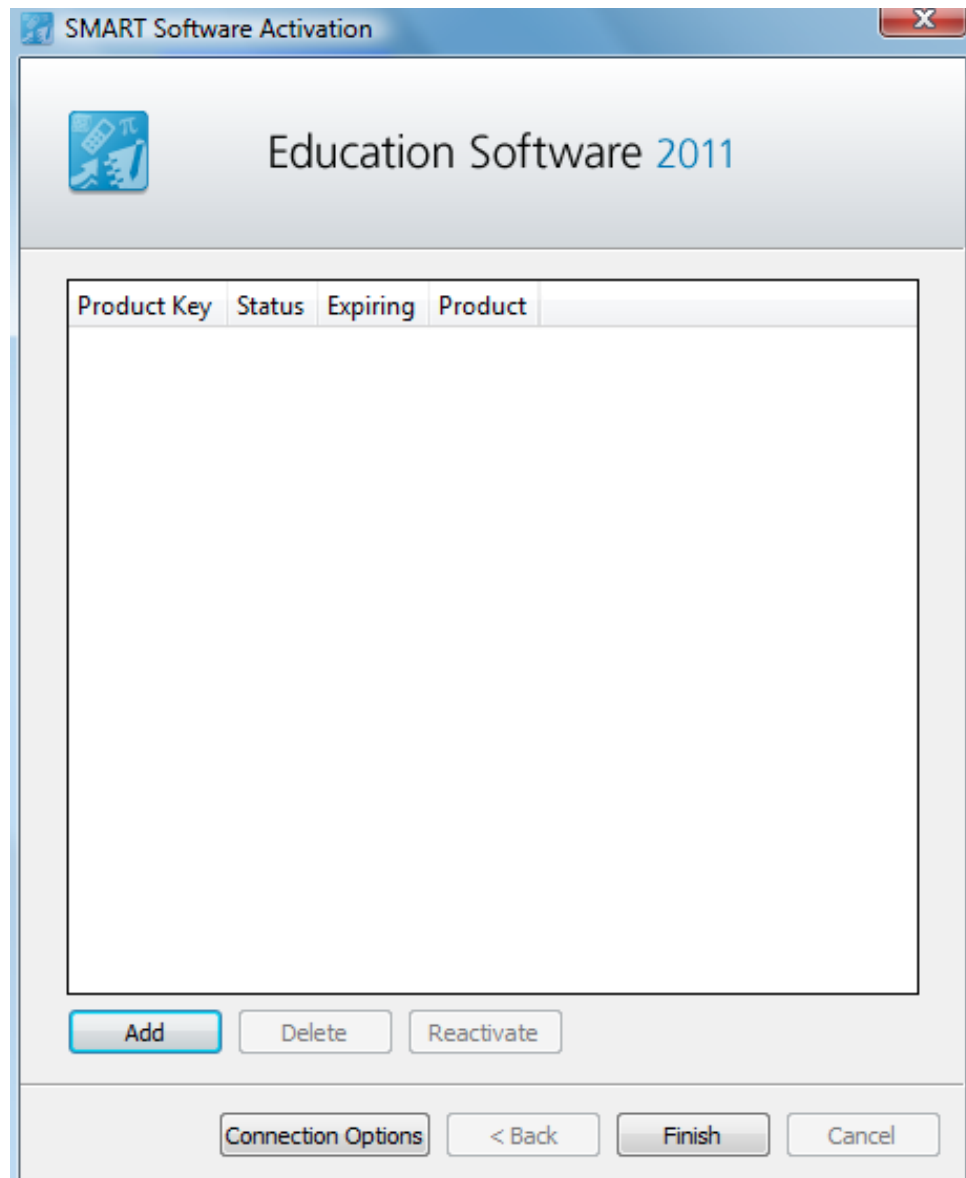 SMART Software Activation
Education Software 2011
Product Key Status Expiring Product
Add Delete Reactivate
Connection Options < Back Finish Cancel